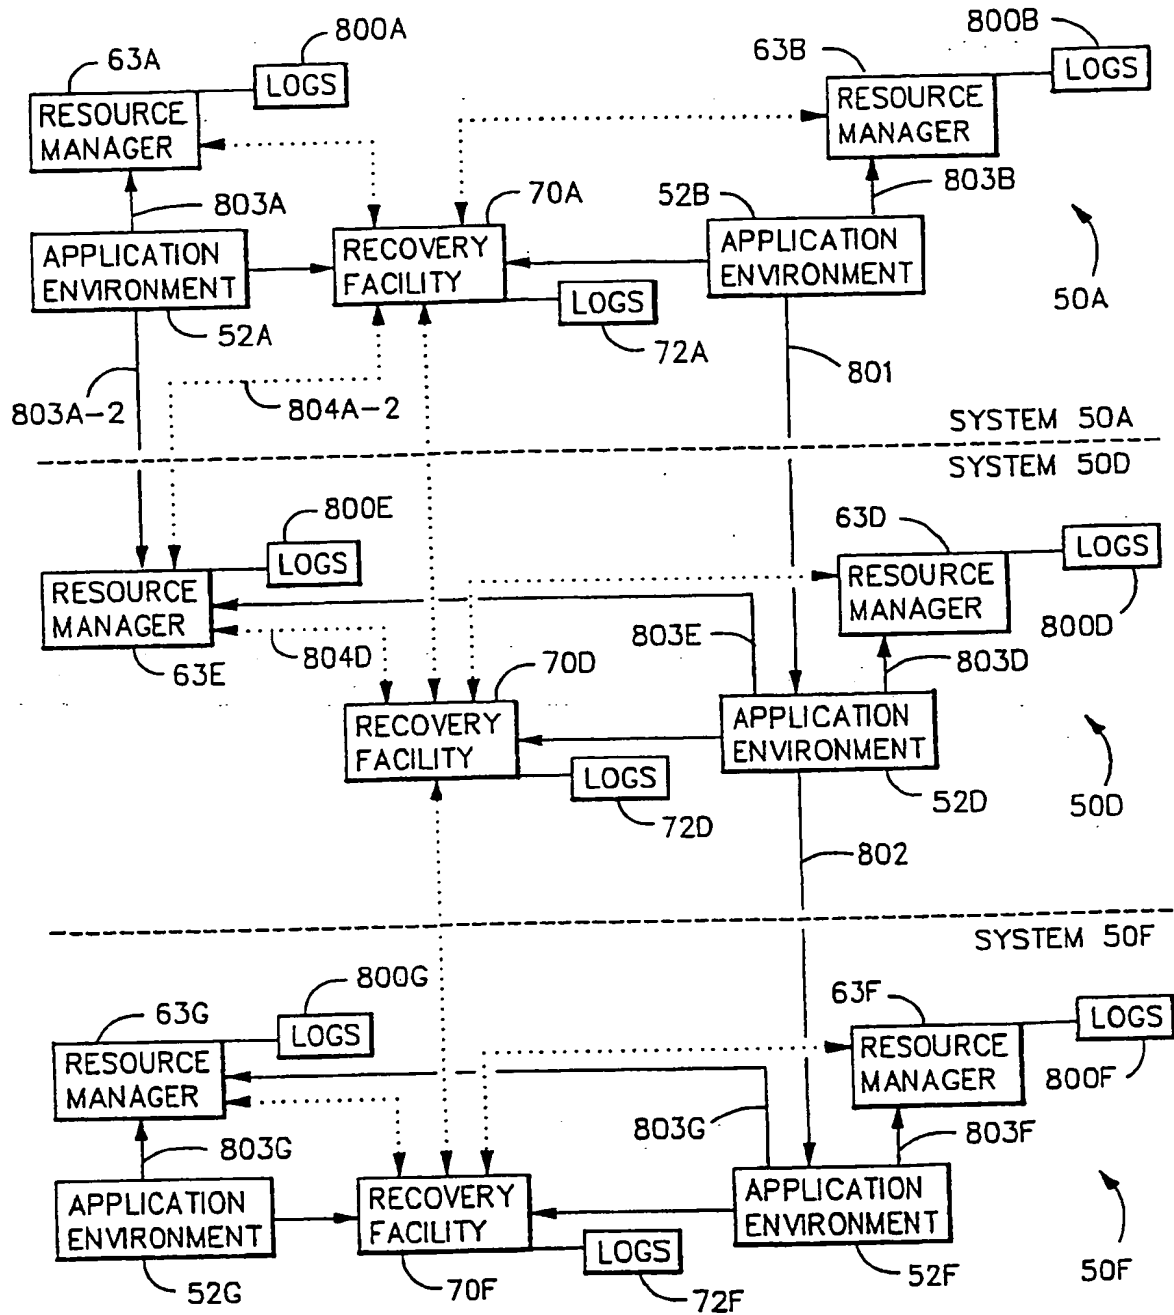 800A
63A
LOGS
RESOURCE
MANAGER
800B
63B
LOGS
RESOURCE
MANAGER
803A
70A
52B
803B
APPLICATION
ENVIRONMENT
RECOVERY
FACILITY
APPLICATION
ENVIRONMENT
LOGS
50A
52A
72A
801
803A-2
804A-2
SYSTEM 50A
SYSTEM 50D
800E
63D
LOGS
LOGS
RESOURCE
MANAGER
RESOURCE
MANAGER
804D
803E
800D
63E
70D
803D
RECOVERY
FACILITY
APPLICATION
ENVIRONMENT
LOGS
72D
52D
50D
802
SYSTEM 50F
800G
63G
63F
LOGS
LOGS
RESOURCE
MANAGER
RESOURCE
MANAGER
800F
803G
803G
803F
APPLICATION
ENVIRONMENT
RECOVERY
FACILITY
APPLICATION
ENVIRONMENT
LOGS
52G
70F
72F
52F
50F